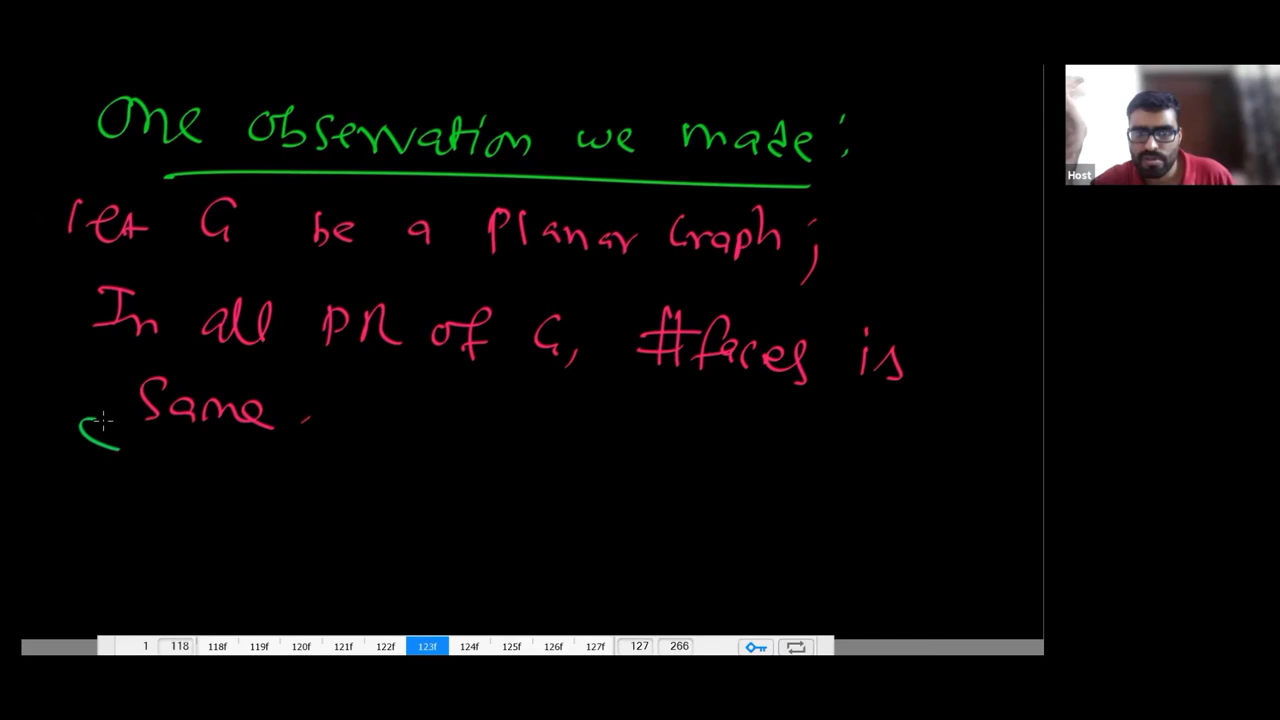 One observation we made :
let G be a Planar Graph ;
In all PR of G, #faces is
Same .
Host
1 118 118f 119f 120f 121f 122f 123f 124f 125f 126f 127f 127 266